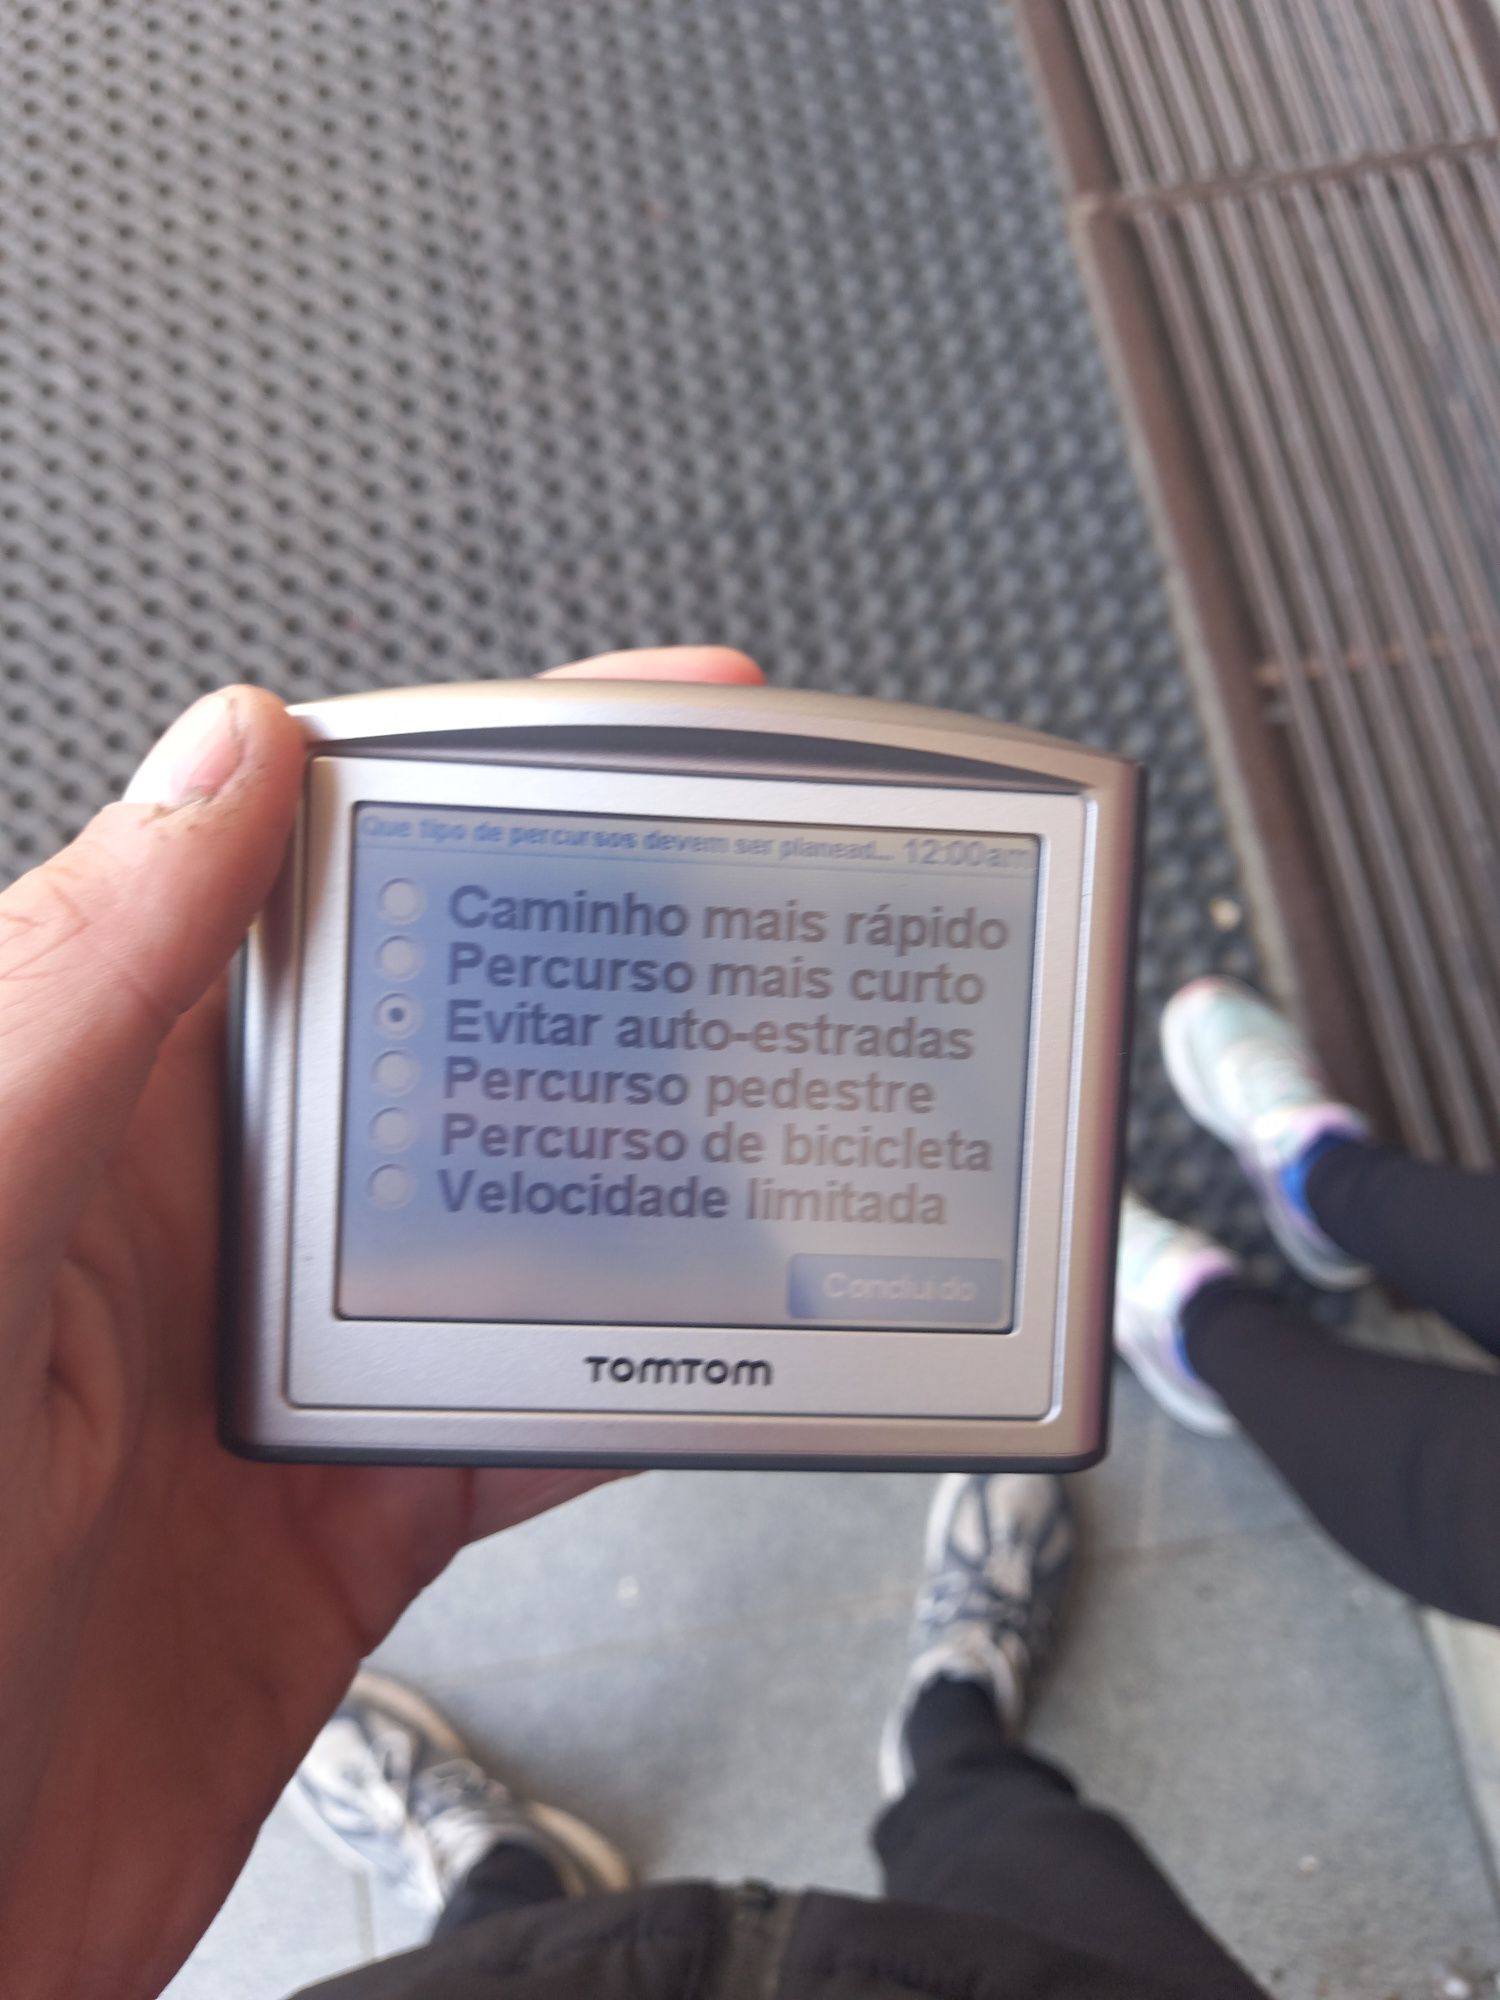 Que tipo de percursos devem ser planead... 12:00am
Caminho mais rápido
Percurso mais curto
Evitar auto-estradas
Percurso pedestre
Percurso de bicicleta
Velocidade limitada
Concluído
TOMTOM